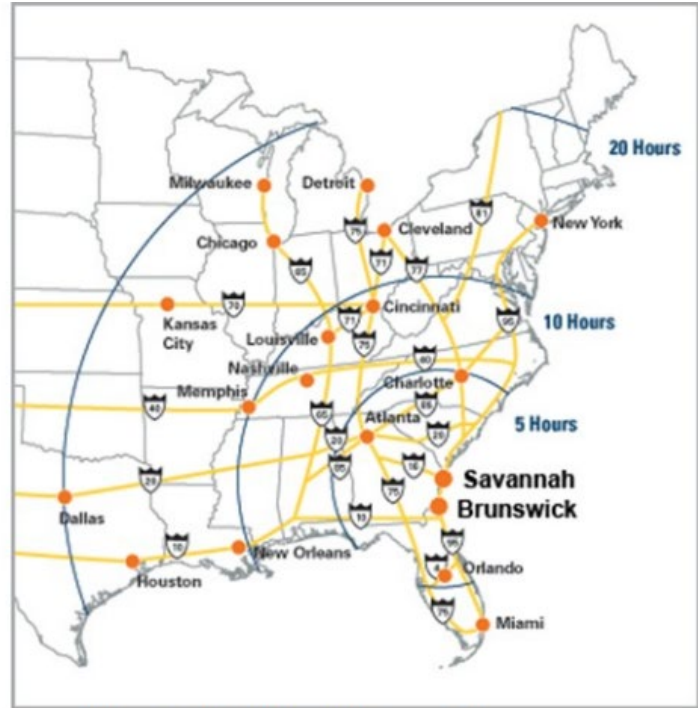 20 Hours
Milwaukee
Detroit
81
New York
75
Cleveland
Chicago
71
77
65
70
Cincinnati
Kansas
City
71
95
10 Hours
Louisville
75
40
Nashville
Charlotte
Memphis
40
85
65
Atlanta
5 Hours
20
20
85
16
Savannah
20
75
Brunswick
Dallas
10
10
New Orleans
95
Houston
4
Orlando
75
Miami